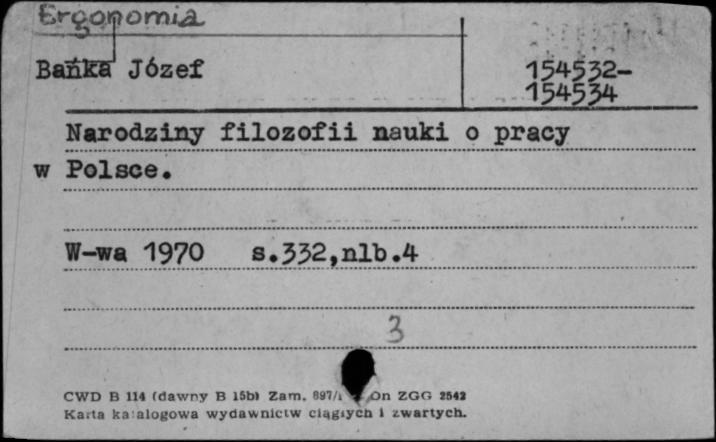 Ergonomia
Bańka Józef
154532-
154534
Narodziny filozofii nauki o pracy
w Polsce.
W-wa 1970 s.332,nlb.4
3
CWD B 114 (dawny B 15b) Zam. 897/ on ZGG 2542
Karta katalogowa wydawnictw ciągłych i zwartych.